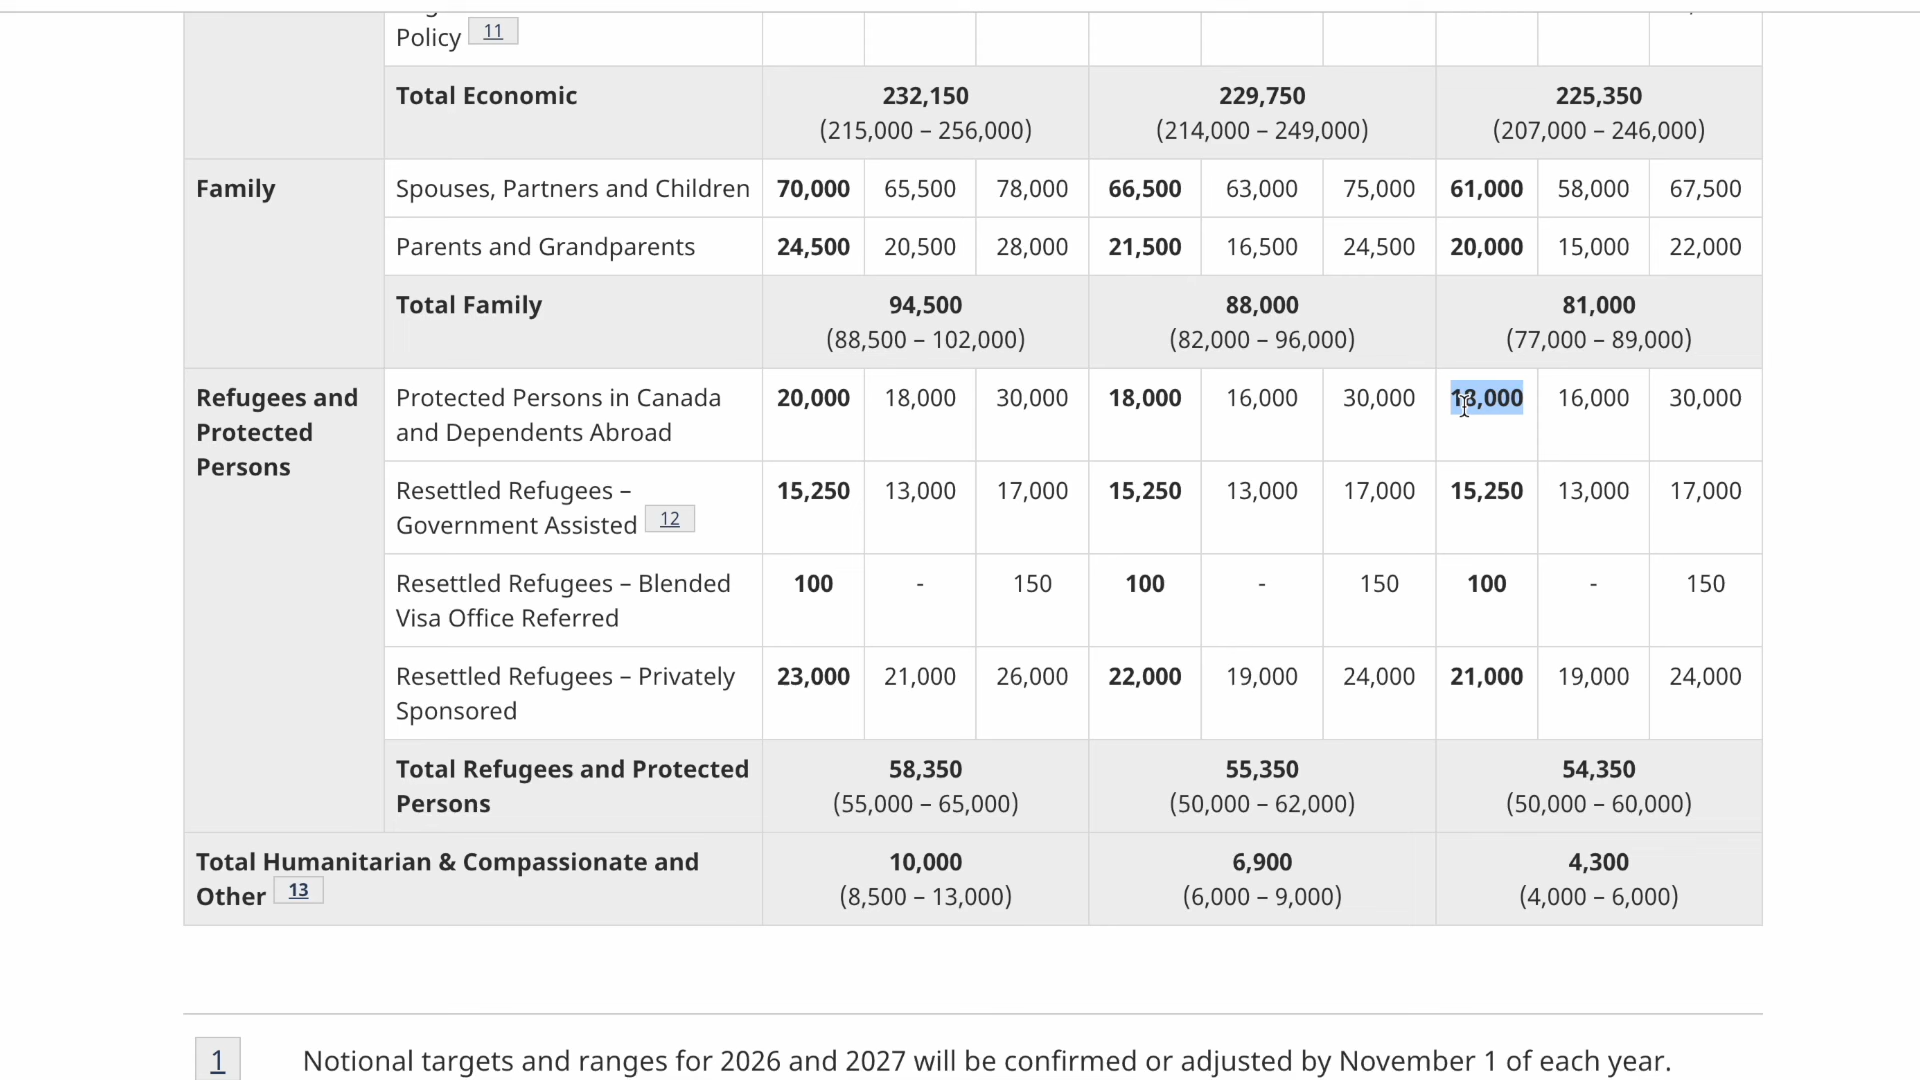 Policy 11
Total Economic 232,150 229,750 225,350
(215,000 – 256,000) (214,000 – 249,000) (207,000 – 246,000)
Family Spouses, Partners and Children 70,000 65,500 78,000 66,500 63,000 75,000 61,000 58,000 67,500
Parents and Grandparents 24,500 20,500 28,000 21,500 16,500 24,500 20,000 15,000 22,000
Total Family 94,500 88,000 81,000
(88,500 – 102,000) (82,000 – 96,000) (77,000 – 89,000)
Refugees and Protected Persons in Canada 20,000 18,000 30,000 18,000 16,000 30,000 18,000 16,000 30,000
Protected and Dependents Abroad
Persons
Resettled Refugees – 15,250 13,000 17,000 15,250 13,000 17,000 15,250 13,000 17,000
Government Assisted 12
Resettled Refugees – Blended 100 - 150 100 - 150 100 - 150
Visa Office Referred
Resettled Refugees – Privately 23,000 21,000 26,000 22,000 19,000 24,000 21,000 19,000 24,000
Sponsored
Total Refugees and Protected 58,350 55,350 54,350
Persons (55,000 – 65,000) (50,000 – 62,000) (50,000 – 60,000)
Total Humanitarian & Compassionate and 10,000 6,900 4,300
Other 13 (8,500 – 13,000) (6,000 – 9,000) (4,000 – 6,000)
1 Notional targets and ranges for 2026 and 2027 will be confirmed or adjusted by November 1 of each year.